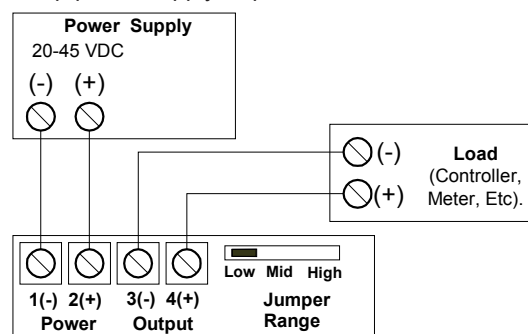 Power Supply
20-45 VDC
(-) (+)
(-)
Load
(Controller,
(+)
Meter, Etc).
Low Mid High
1(-) 2(+) 3(-) 4(+)
Jumper
Power Output Range